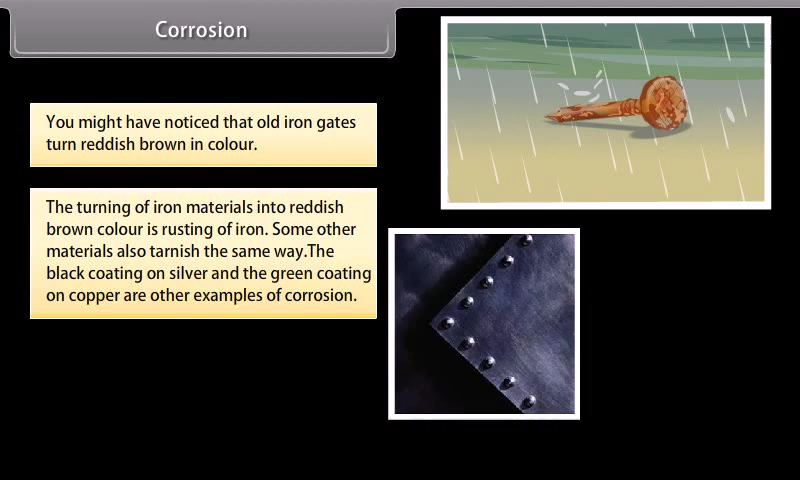 Corrosion
You might have noticed that old iron gates
turn reddish brown in colour.
The turning of iron materials into reddish
brown colour is rusting of iron. Some other
materials also tarnish the same way.The
black coating on silver and the green coating
on copper are other examples of corrosion.